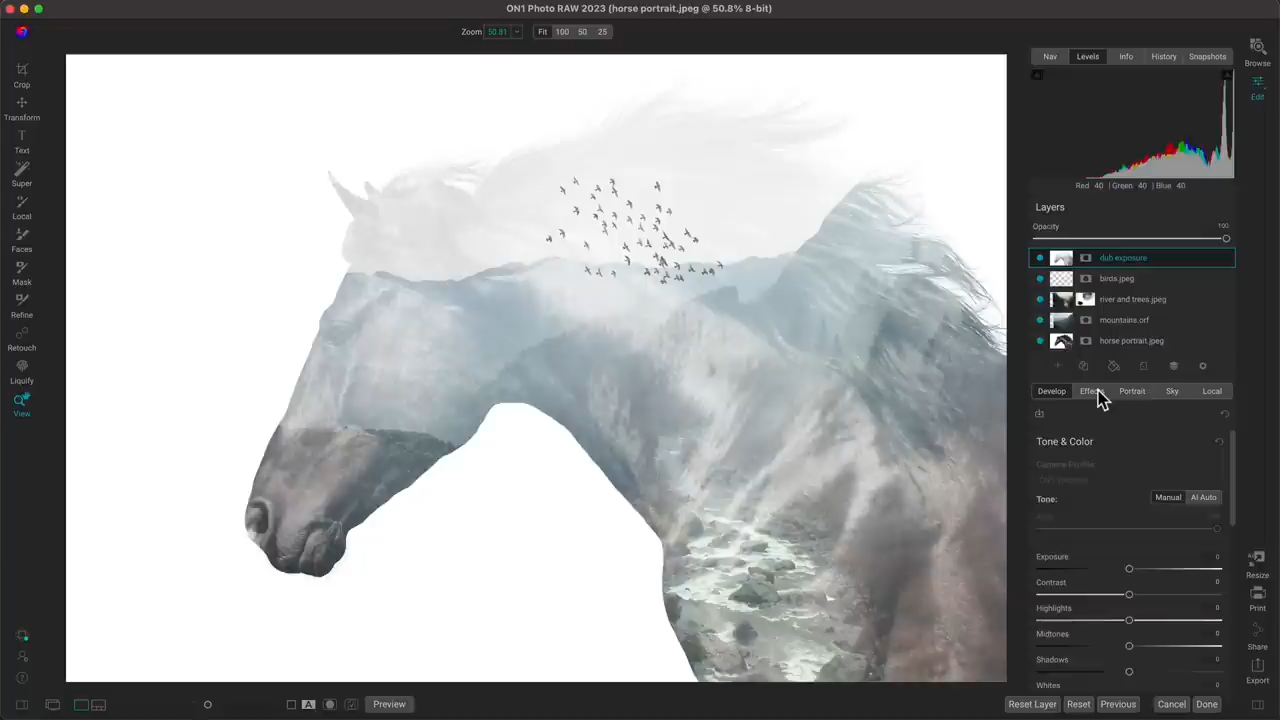 ON1 Photo RAW 2023 (horse portrait.jpeg @ 50.8% 8-bit)
Zoom 50.81 Fit 100 50 25
Crop
Transform
Text
Super
Local
Faces
Mask
Refine
Retouch
Liquify
View
Nav Levels Info History Snapshots
Red 40 | Green 40 | Blue 40
Layers
Opacity 100
dub exposure
birds.jpeg
river and trees.jpeg
mountains.orf
horse portrait.jpeg
Develop Effects Portrait Sky Local
Tone & Color
Camera Profile
Tone: Manual AI Auto
Exposure 0
Contrast 0
Highlights 0
Midtones 0
Shadows 0
Whites
Browse
Edit
Resize
Print
Share
Export
A Preview
Reset Layer Reset Previous Cancel Done